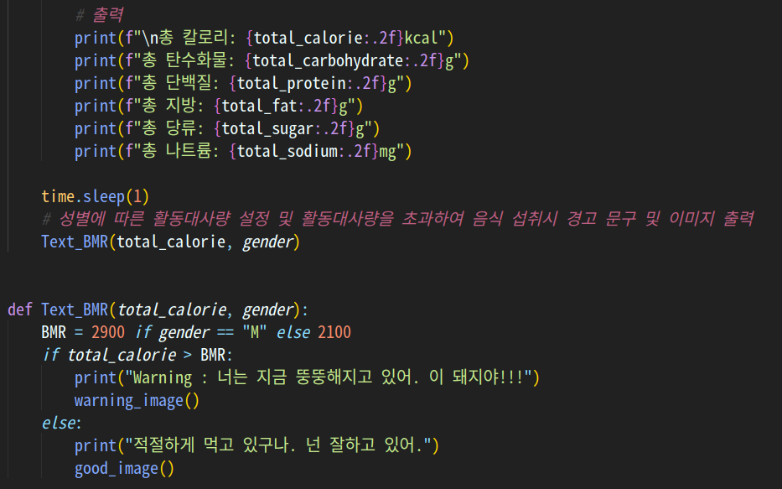 # 출력
print(f"\n총 칼로리: {total_calorie:.2f}kcal")
print(f"총 탄수화물: {total_carbohydrate:.2f}g")
print(f"총 단백질: {total_protein:.2f}g")
print(f"총 지방: {total_fat:.2f}g")
print(f"총 당류: {total_sugar:.2f}g")
print(f"총 나트륨: {total_sodium:.2f}mg")
time.sleep(1)
# 성별에 따른 활동대사량 설정 및 활동대사량을 초과하여 음식 섭취시 경고 문구 및 이미지 출력
Text_BMR(total_calorie, gender)
def Text_BMR(total_calorie, gender):
BMR = 2900 if gender == "M" else 2100
if total_calorie > BMR:
print("Warning : 너는 지금 뚱뚱해지고 있어. 이 돼지야!!!")
warning_image()
else:
print("적절하게 먹고 있구나. 넌 잘하고 있어.")
good_image()